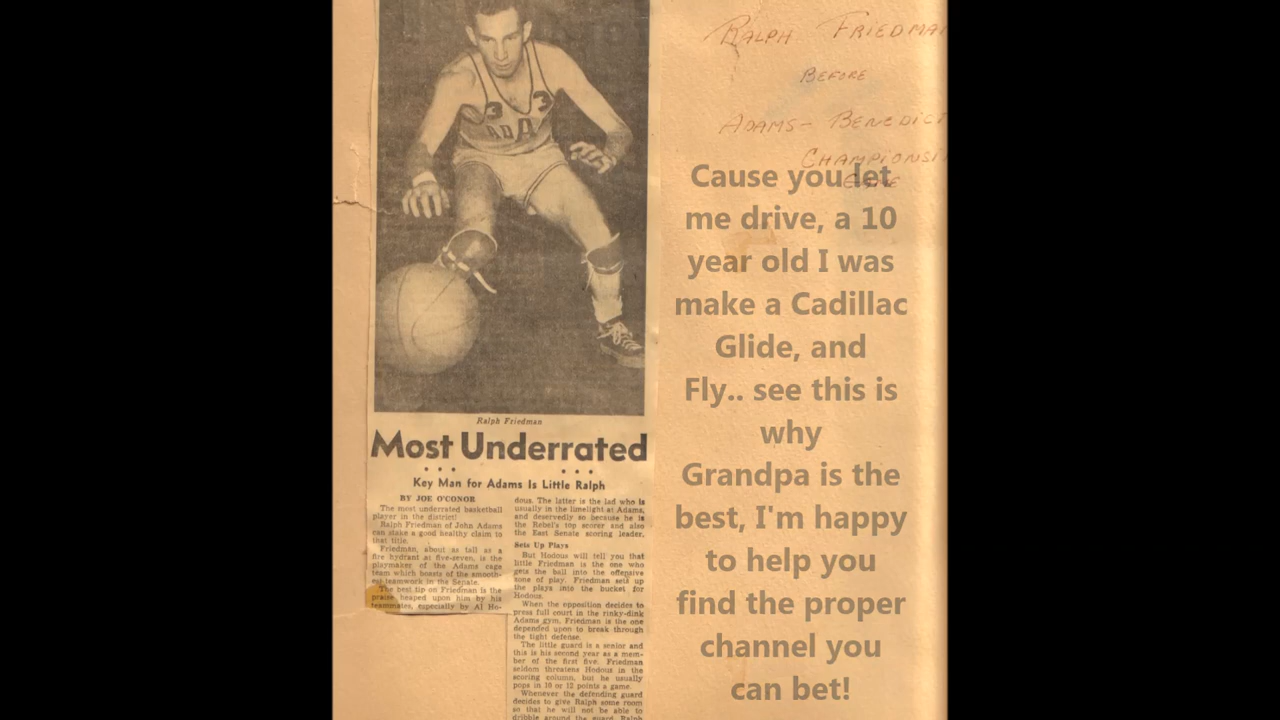 ADA
3
3
Ralph Friedman
Most Underrated
Key Man for Adams Is Little Ralph
BY JOE O'CONOR
The most underrated basketball
player in the district!
Ralph Friedman of John Adams
can stake a good healthy claim to
that title.
Friedman, about as tall as a
fire hydrant at five-seven, is the
playmaker of the Adams cage
team which boasts of the smooth-
est teamwork in the Senate.
The best tip on Friedman is the
praise heaped upon him by his
teammates, especially by Al Ho-
dous. The latter is the lad who is
usually in the limelight at Adams,
and deservedly so because he is
the Rebel's top scorer and also
the East Senate scoring leader.
Sets Up Plays
But Hodous will tell you that
little Friedman is the one who
gets the ball into the offensive
zone of play. Friedman sets up
the plays into the bucket for
Hodous.
When the opposition decides to
press full court in the rinky-dink
Adams gym, Friedman is the one
depended upon to break through
the tight defense.
The little guard is a senior and
this is his second year as a mem-
ber of the first five. Friedman
seldom threatens Hodous in the
scoring column, but he usually
pops in 10 or 12 points a game.
Whenever the defending guard
decides to give Ralph some room
so that he will not be able to
dribble around the guard, Ralph
RALPH FRIEDMA
BEFORE
ADAMS- BENEDICT
CHAMPIONSH
GAME
Cause you let
me drive, a 10
year old I was
make a Cadillac
Glide, and
Fly.. see this is
why
Grandpa is the
best, I'm happy
to help you
find the proper
channel you
can bet!